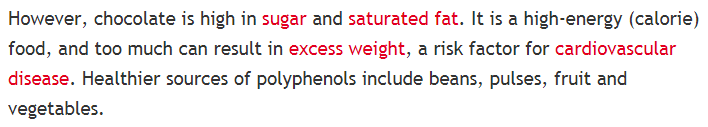 However, chocolate is high in sugar and saturated fat. It is a high-energy (calorie)
food, and too much can result in excess weight, a risk factor for cardiovascular
disease. Healthier sources of polyphenols include beans, pulses, fruit and
vegetables.